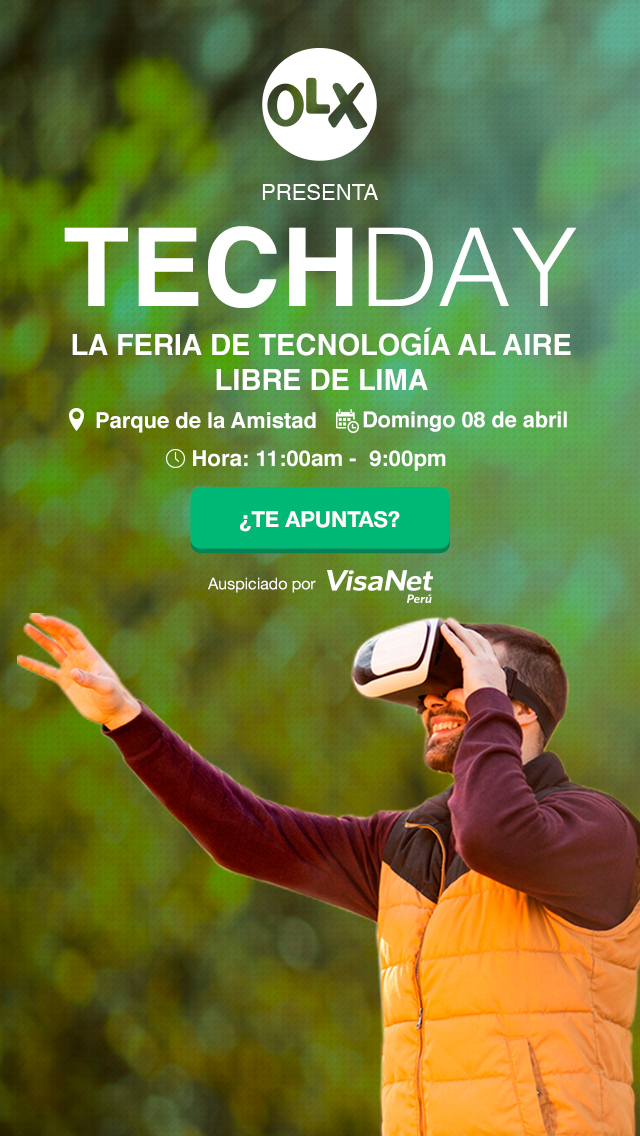 OLX
PRESENTA
TECHDAY
LA FERIA DE TECNOLOGÍA AL AIRE
LIBRE DE LIMA
Parque de la Amistad Domingo 08 de abril
Hora: 11:00am - 9:00pm
¿TE APUNTAS?
Auspiciado por VisaNet
Perú